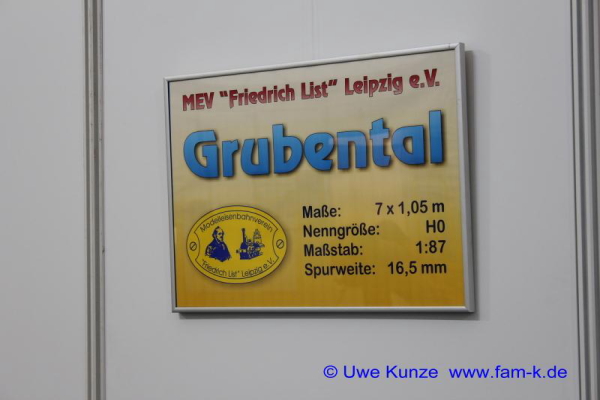 MEV "Friedrich List" Leipzig e.V.
Grubental
Maße: 7 x 1,05 m
Nenngröße: H0
Maßstab: 1:87
Spurweite: 16,5 mm
Modelleisenbahnverein
"Friedrich List" Leipzig e.V.
© Uwe Kunze www.fam-k.de